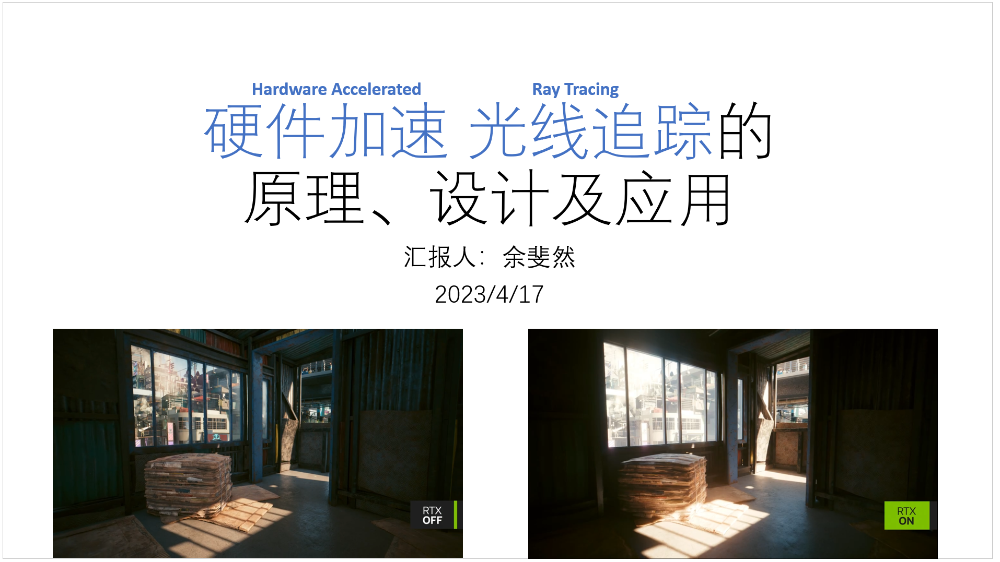 Hardware Accelerated Ray Tracing
硬件加速 光线追踪的
原理、设计及应用
汇报人：余斐然
2023/4/17
RTX
OFF
RTX
ON